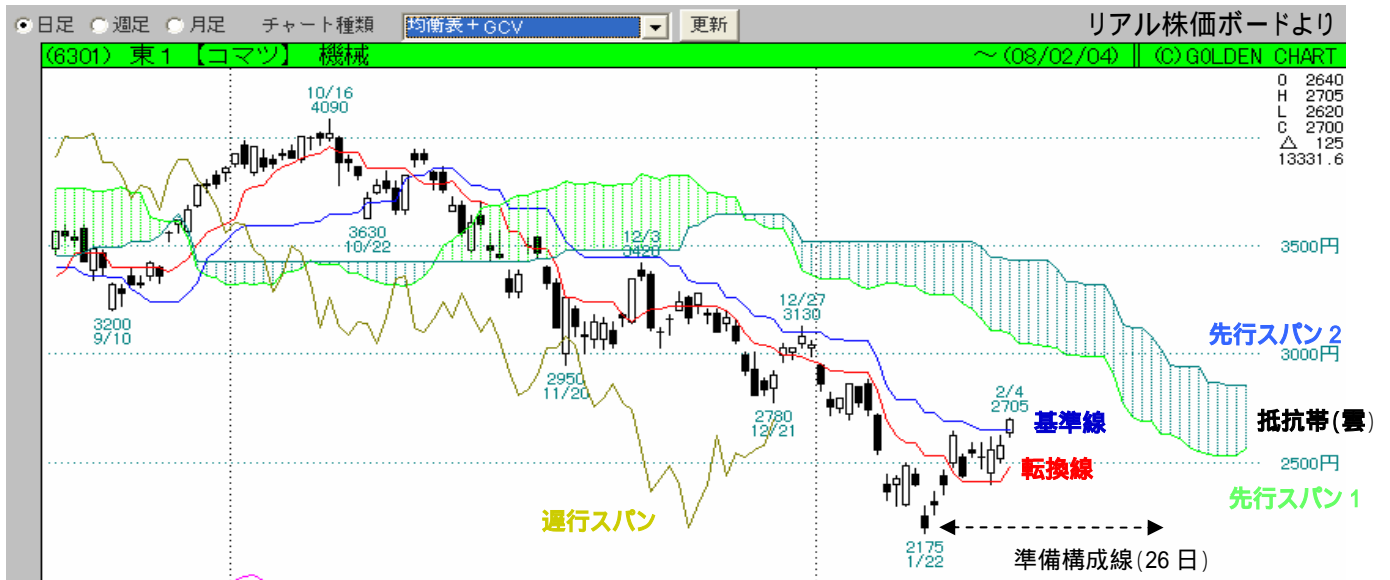 日足 週足 月足 チャート種類 均衡表+GCV 更新 リアル株価ボードより
(6301) 東1 【コマツ】 機械 ～(08/02/04) ‖ (C)GOLDEN CHART
O 2640
H 2705
L 2620
C 2700
△ 125
13331.6
10/16
4090
3630
10/22
3500円
12/3
3420
3200
9/10
12/27
3130
先行スパン2
3000円
2950
11/20
2780
12/21
2/4
2705
基準線
抵抗帯(雲)
転換線
2500円
先行スパン1
遅行スパン
2175
1/22
準備構成線(26日)